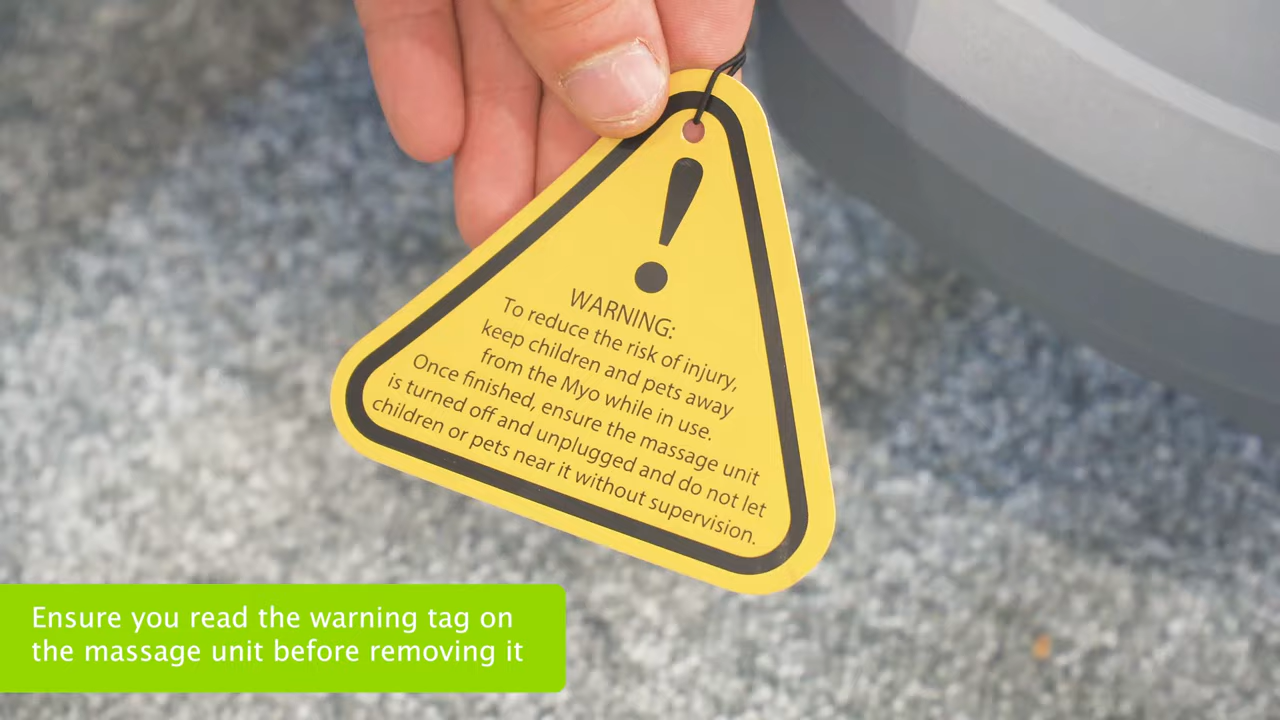 WARNING:
To reduce the risk of injury,
keep children and pets away
from the Myo while in use.
Once finished, ensure the massage unit
is turned off and unplugged and do not let
children or pets near it without supervision.
Ensure you read the warning tag on
the massage unit before removing it